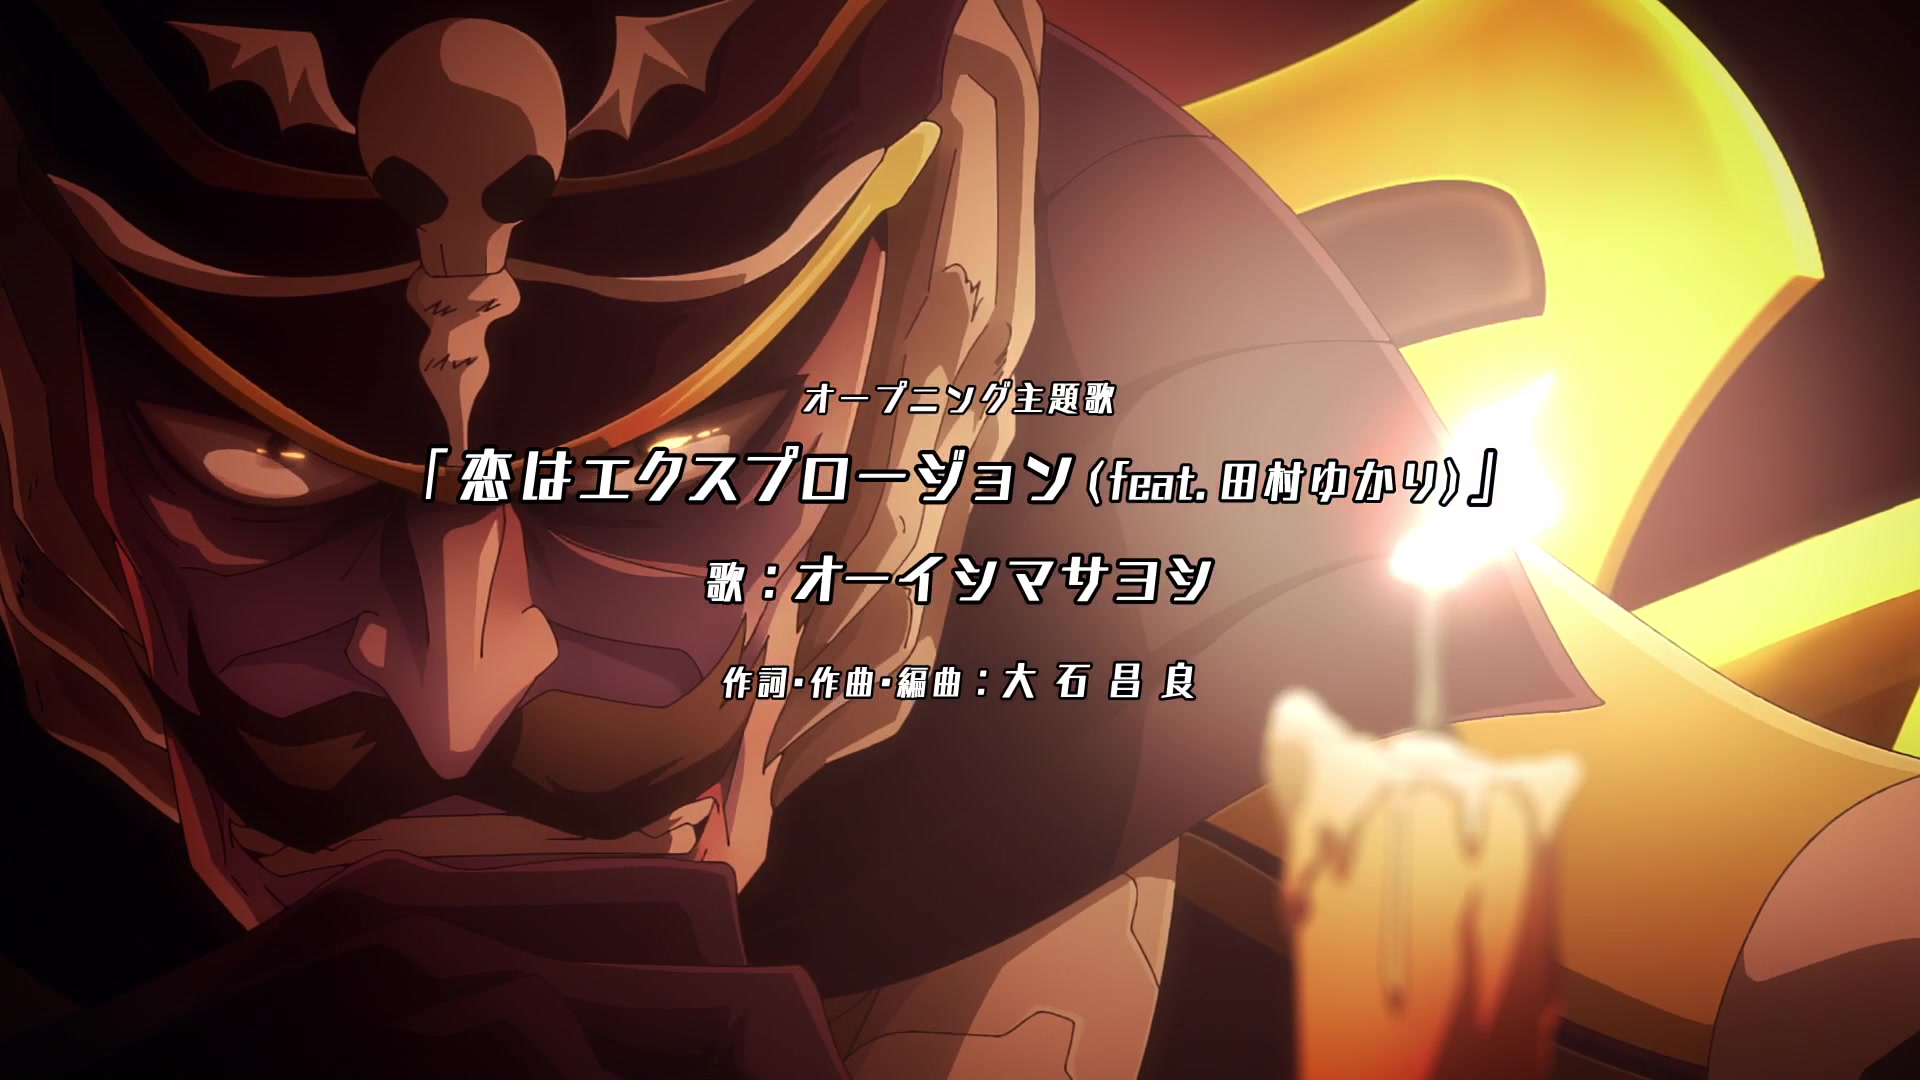 オープニング主題歌
「恋はエクスプロージョン(feat. 田村ゆかり)」
歌：オーイシマサヨシ
作詞・作曲・編曲：大石昌良